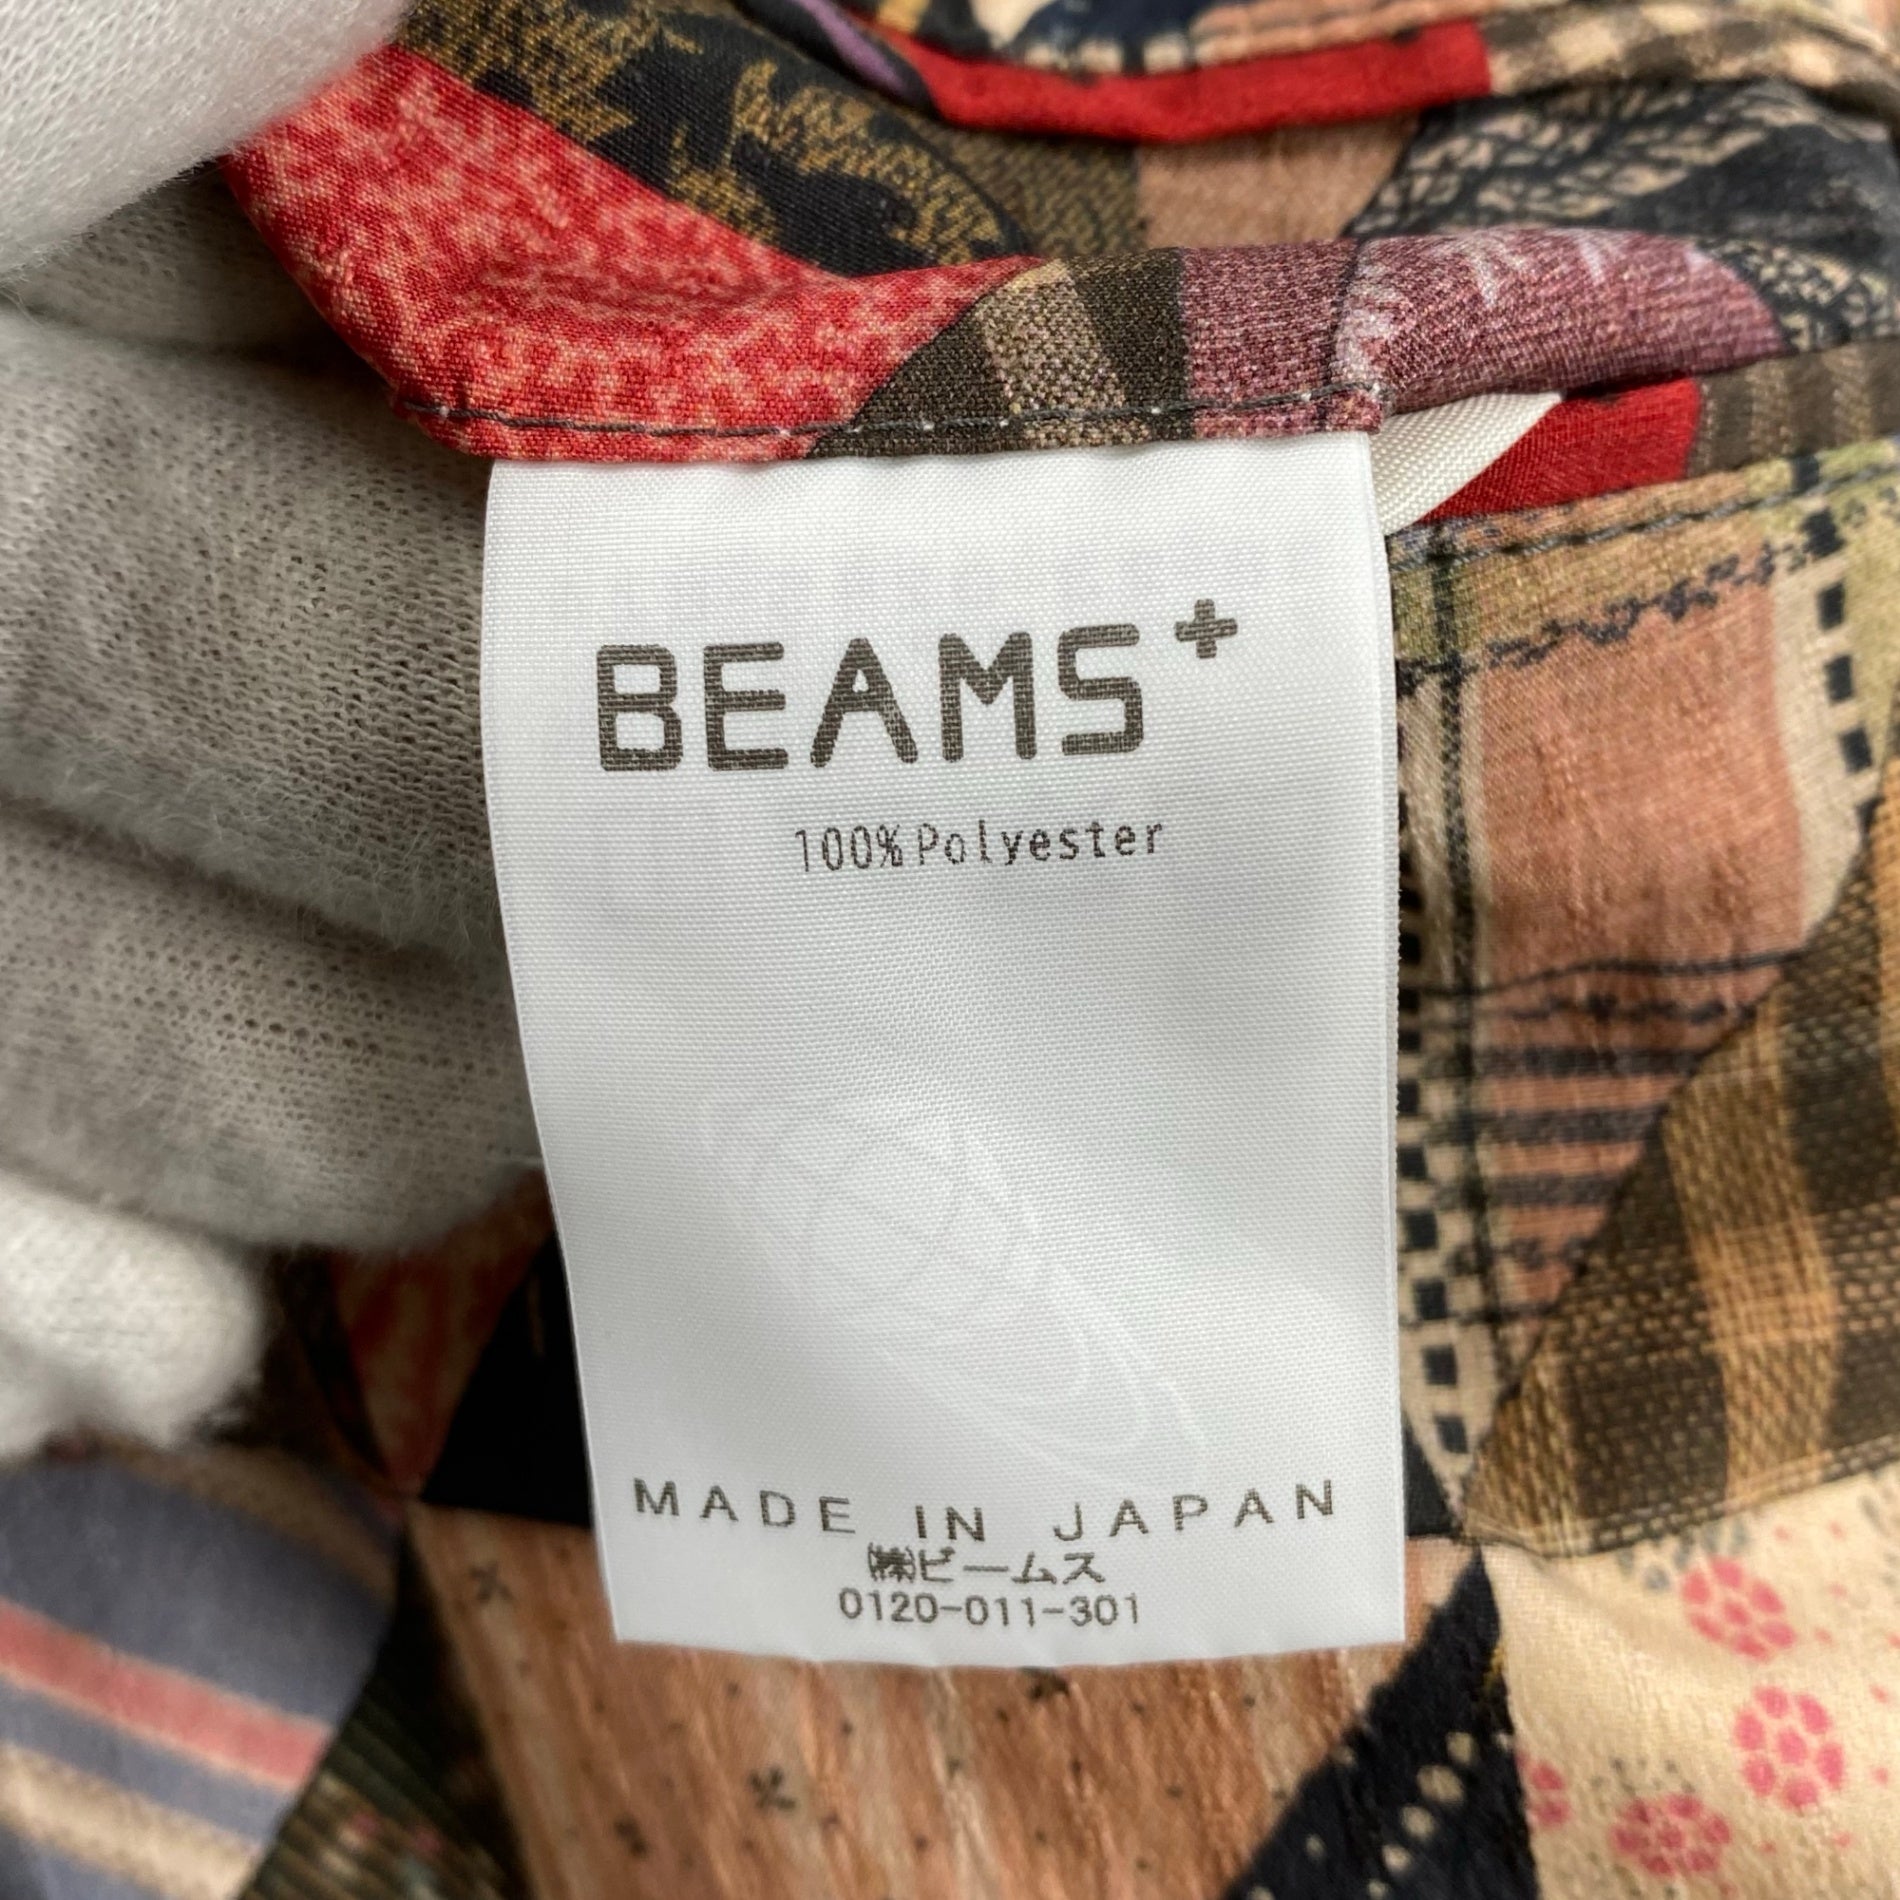 BEAMS+
100%Polyester
MADE IN JAPAN
㈱ビームス
0120-011-301